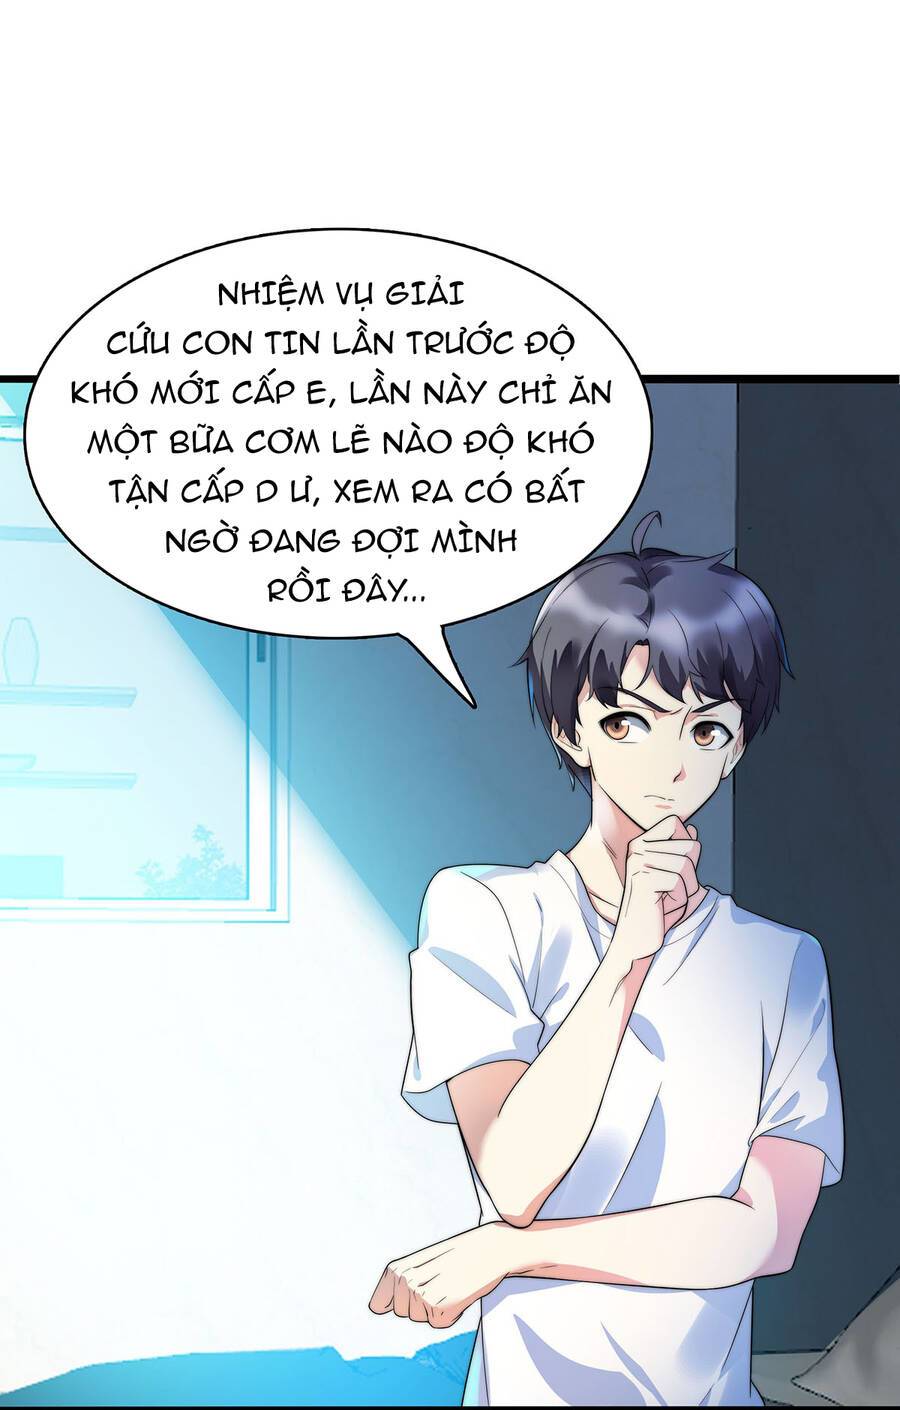 NHIỆM VỤ GIẢI
CỨU CON TIN LẦN TRƯỚC ĐỘ
KHÓ MỚI CẤP E, LẦN NÀY CHỈ ĂN
MỘT BỮA CƠM LẼ NÀO ĐỘ KHÓ
TẬN CẤP D Ư, XEM RA CÓ BẤT
NGỜ ĐANG ĐỢI MÌNH
RỒI ĐÂY...